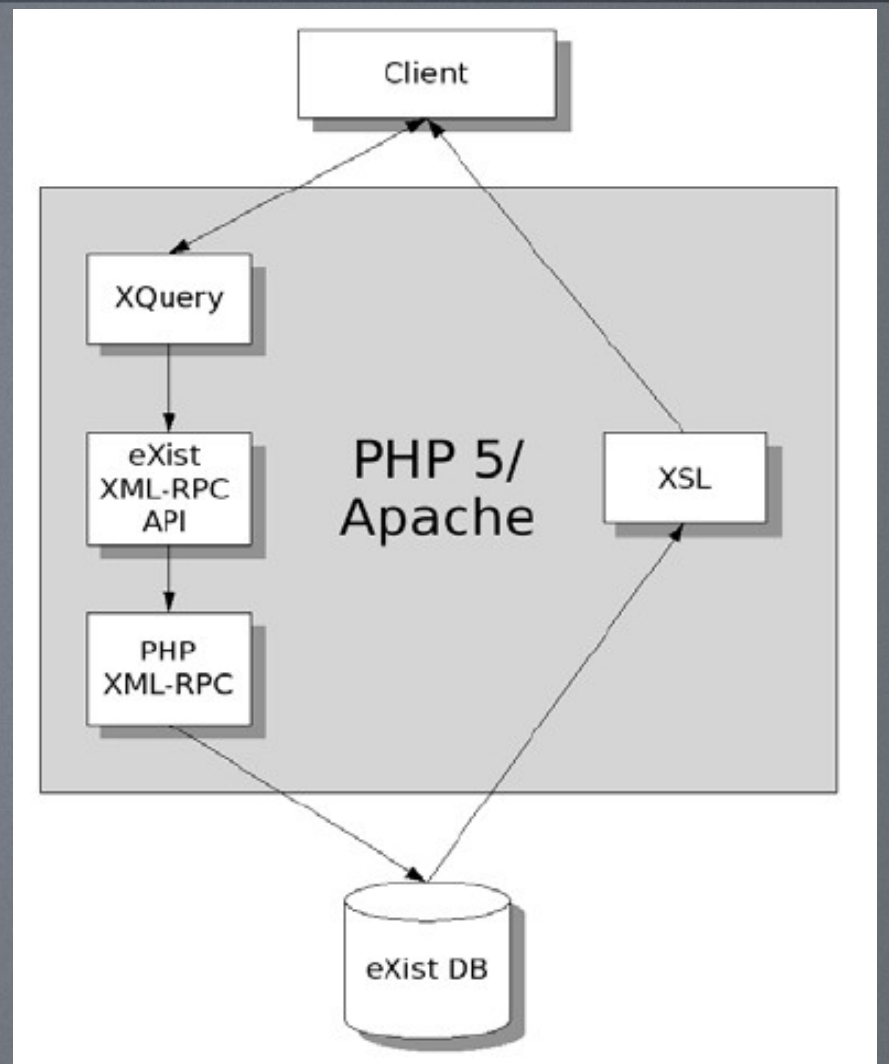 Client
XQuery
eXist
XML-RPC
API
PHP 5/
Apache
XSL
PHP
XML-RPC
eXist DB